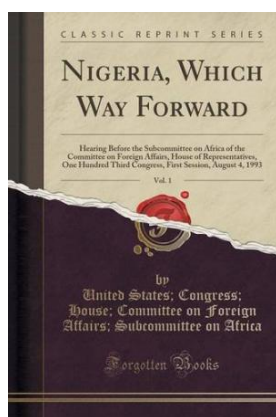 CLASSIC REPRINT SERIES
NIGERIA, WHICH
WAY FORWARD
Hearing Before the Subcommittee on Africa of the
Committee on Foreign Affairs, House of Representatives,
One Hundred Third Congress, First Session, August 4, 1993
Vol. 1
by
United States; Congress;
House; Committee on Foreign
Affairs; Subcommittee on Africa
Forgotten Books